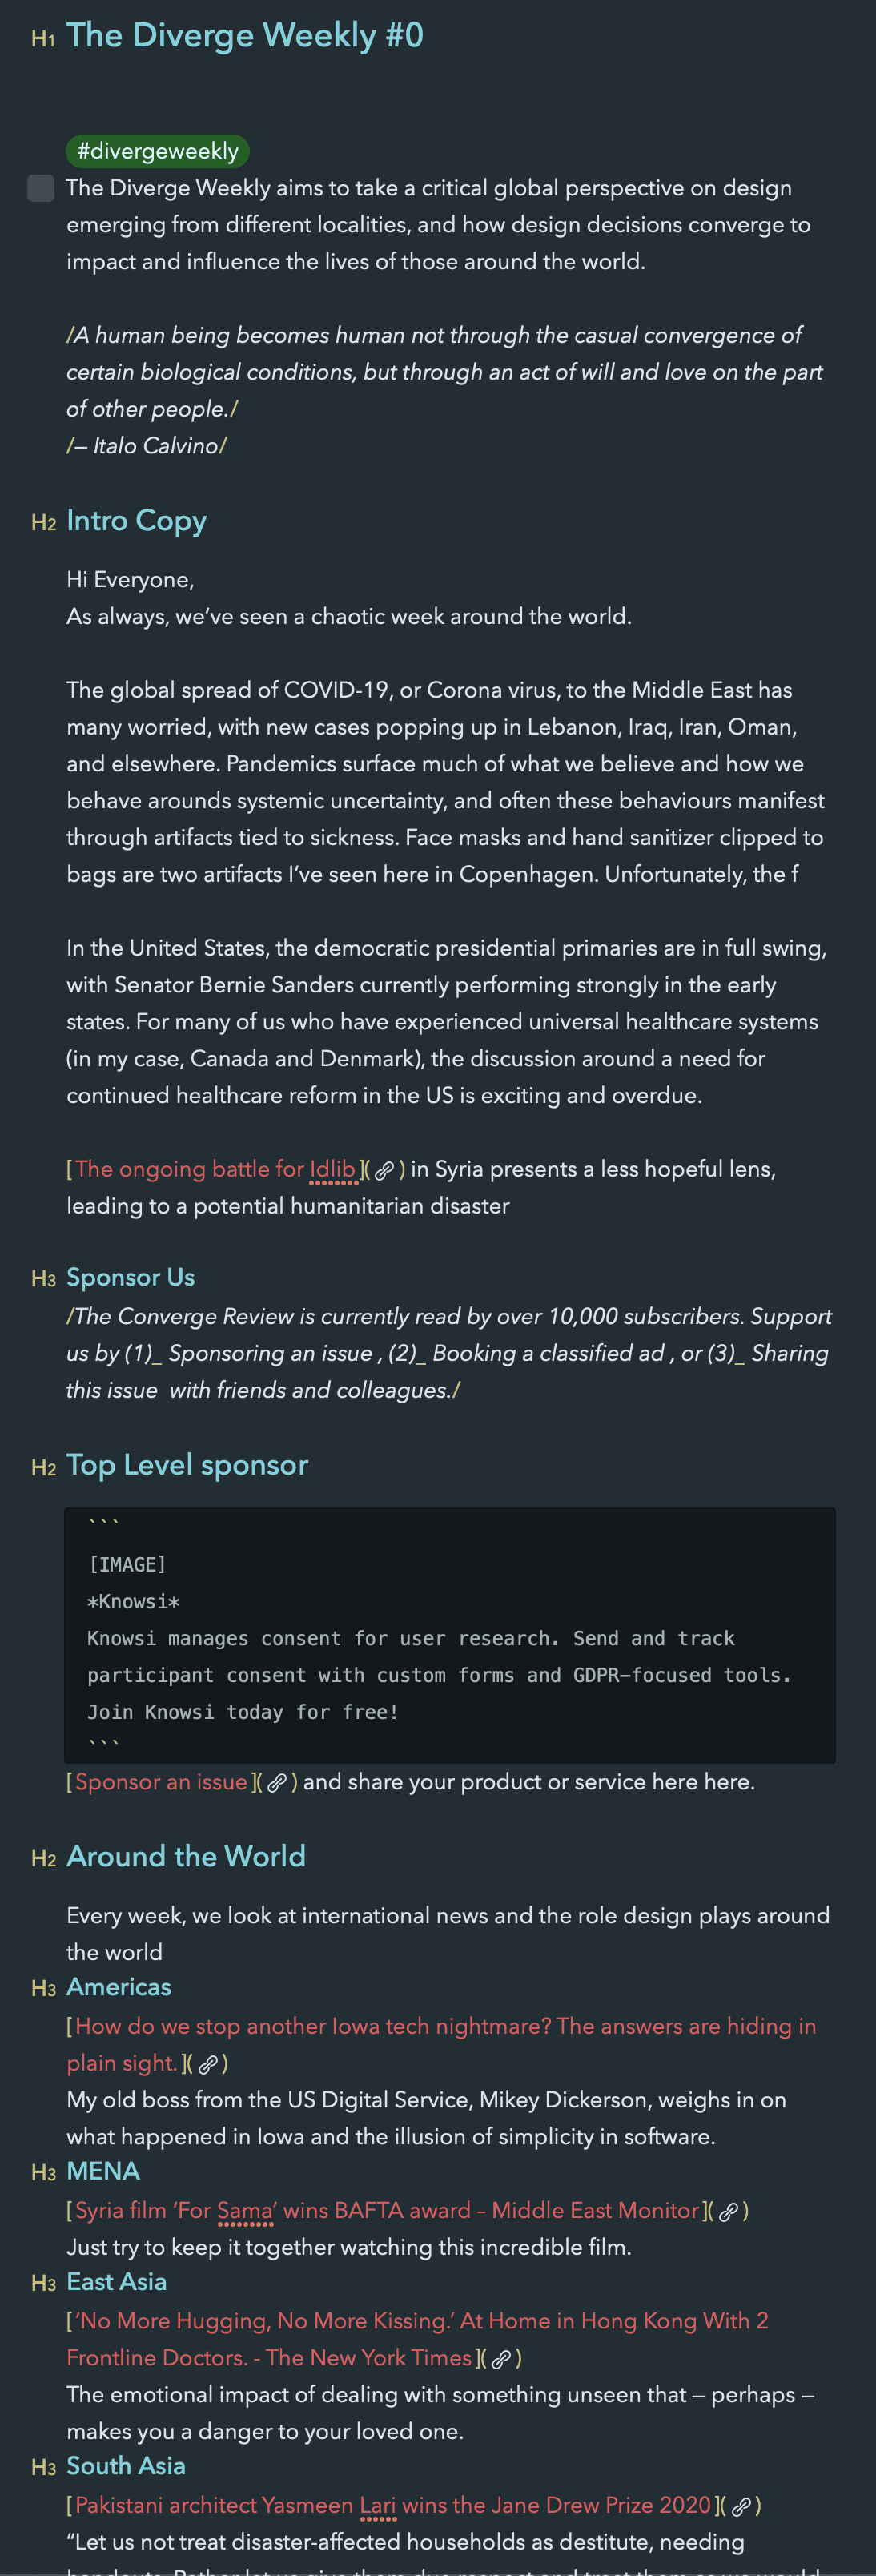 H1 The Diverge Weekly #0
#divergeweekly
The Diverge Weekly aims to take a critical global perspective on design
emerging from different localities, and how design decisions converge to
impact and influence the lives of those around the world.
/A human being becomes human not through the casual convergence of
certain biological conditions, but through an act of will and love on the part
of other people./
/– Italo Calvino/
H2 Intro Copy
Hi Everyone,
As always, we’ve seen a chaotic week around the world.
The global spread of COVID-19, or Corona virus, to the Middle East has
many worried, with new cases popping up in Lebanon, Iraq, Iran, Oman,
and elsewhere. Pandemics surface much of what we believe and how we
behave arounds systemic uncertainty, and often these behaviours manifest
through artifacts tied to sickness. Face masks and hand sanitizer clipped to
bags are two artifacts I’ve seen here in Copenhagen. Unfortunately, the f
In the United States, the democratic presidential primaries are in full swing,
with Senator Bernie Sanders currently performing strongly in the early
states. For many of us who have experienced universal healthcare systems
(in my case, Canada and Denmark), the discussion around a need for
continued healthcare reform in the US is exciting and overdue.
[The ongoing battle for Idlib]() in Syria presents a less hopeful lens,
leading to a potential humanitarian disaster
H3 Sponsor Us
/The Converge Review is currently read by over 10,000 subscribers. Support
us by (1)_ Sponsoring an issue , (2)_ Booking a classified ad , or (3)_ Sharing
this issue  with friends and colleagues./
H2 Top Level sponsor
```
[IMAGE]
*Knowsi*
Knowsi manages consent for user research. Send and track
participant consent with custom forms and GDPR-focused tools.
Join Knowsi today for free!
```
[Sponsor an issue]() and share your product or service here here.
H2 Around the World
Every week, we look at international news and the role design plays around
the world
H3 Americas
[How do we stop another Iowa tech nightmare? The answers are hiding in
plain sight.]()
My old boss from the US Digital Service, Mikey Dickerson, weighs in on
what happened in Iowa and the illusion of simplicity in software.
H3 MENA
[Syria film ‘For Sama’ wins BAFTA award – Middle East Monitor]()
Just try to keep it together watching this incredible film.
H3 East Asia
[‘No More Hugging, No More Kissing.’ At Home in Hong Kong With 2
Frontline Doctors. - The New York Times]()
The emotional impact of dealing with something unseen that – perhaps –
makes you a danger to your loved one.
H3 South Asia
[Pakistani architect Yasmeen Lari wins the Jane Drew Prize 2020]()
“Let us not treat disaster-affected households as destitute, needing